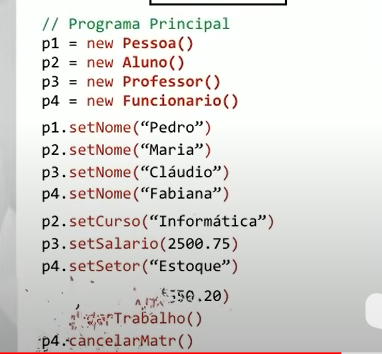 // Programa Principal
p1 = new Pessoa()
p2 = new Aluno()
p3 = new Professor()
p4 = new Funcionario()
p1.setNome(“Pedro”)
p2.setNome(“Maria”)
p3.setNome(“Cláudio”)
p4.setNome(“Fabiana”)
p2.setCurso(“Informática”)
p3.setSalario(2500.75)
p4.setSetor(“Estoque”)
.20)
Trabalho()
p4.cancelarMatr()